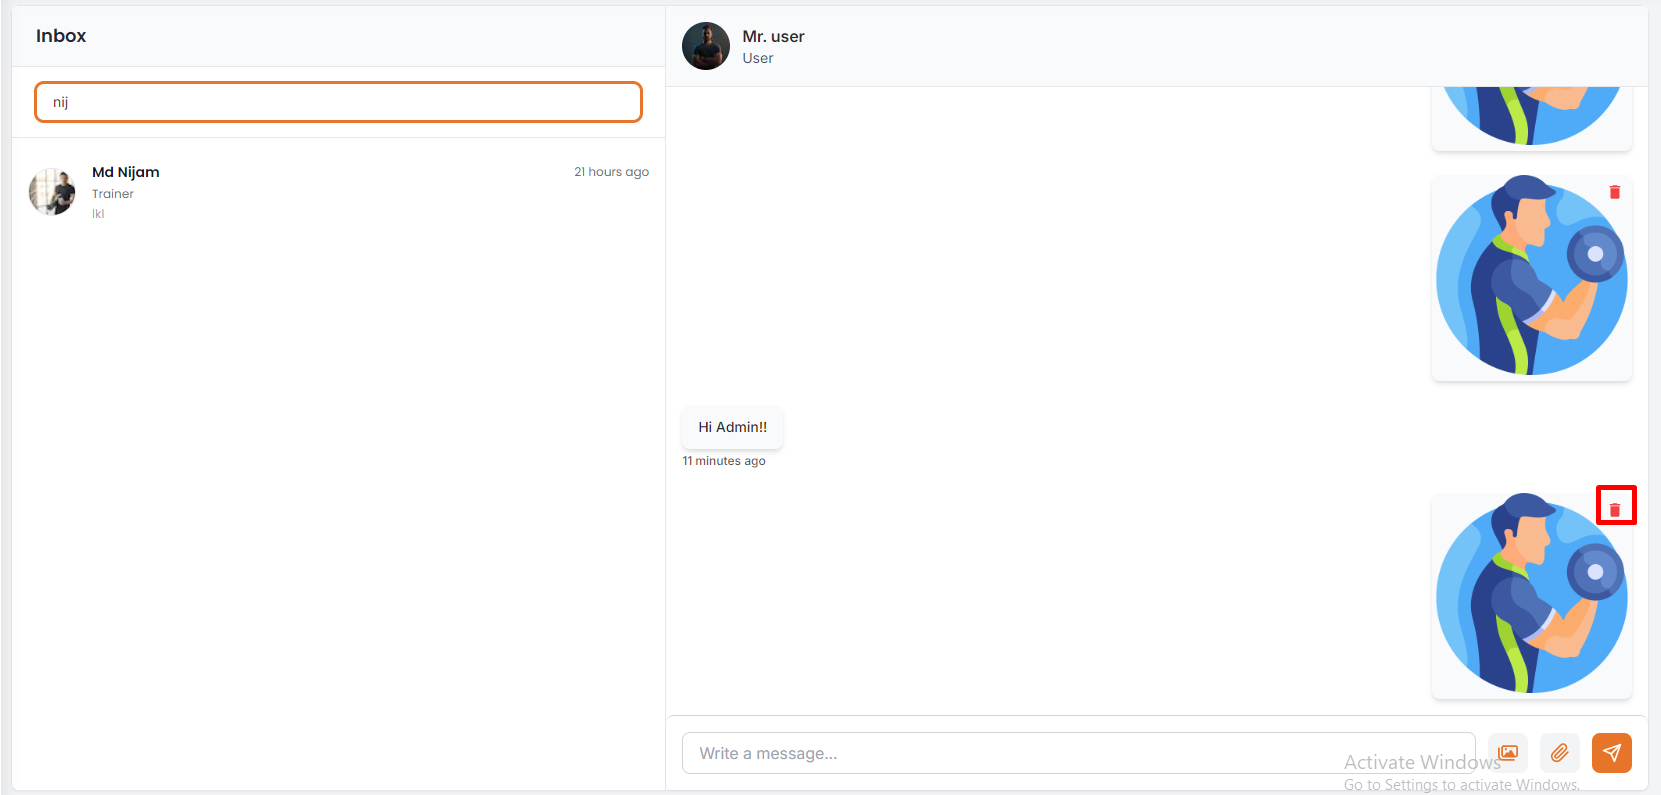 Inbox
nij
Md Nijam
21 hours ago
Trainer
lkl
Mr. user
User
Hi Admin!!
11 minutes ago
Write a message...
Activate Windows
Go to Settings to activate Windows.